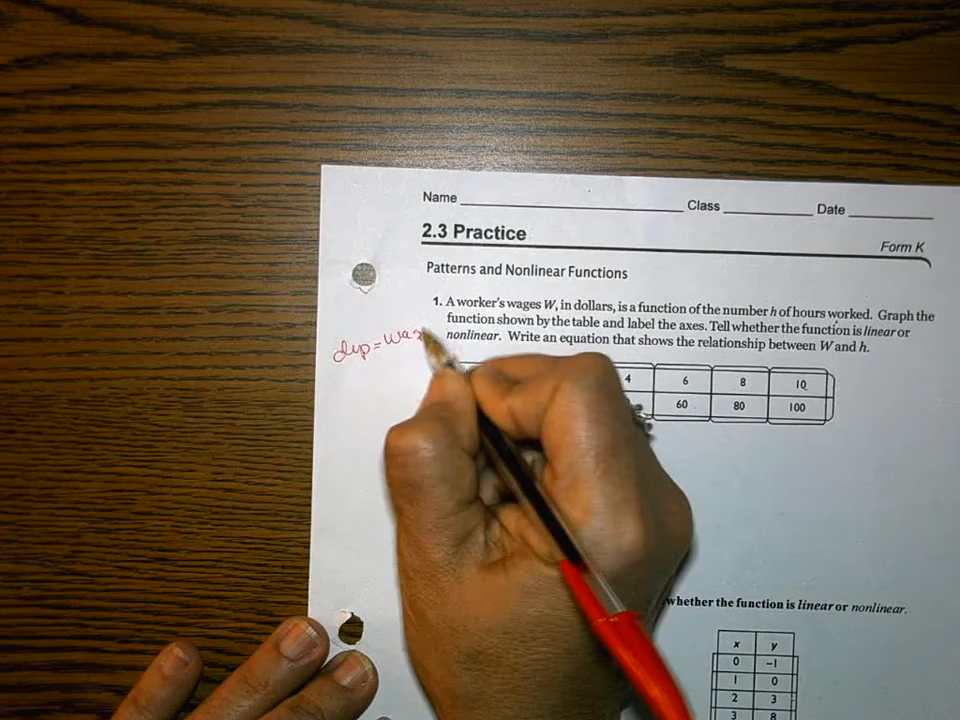 Name Class Date
2.3 Practice
Form K
Patterns and Nonlinear Functions
1. A worker's wages W, in dollars, is a function of the number h of hours worked. Graph the
function shown by the table and label the axes. Tell whether the function is linear or
nonlinear. Write an equation that shows the relationship between W and h.
dep = wa
4 6 8 10
60 80 100
whether the function is linear or nonlinear.
x y
0 -1
1 0
2 3
3 8